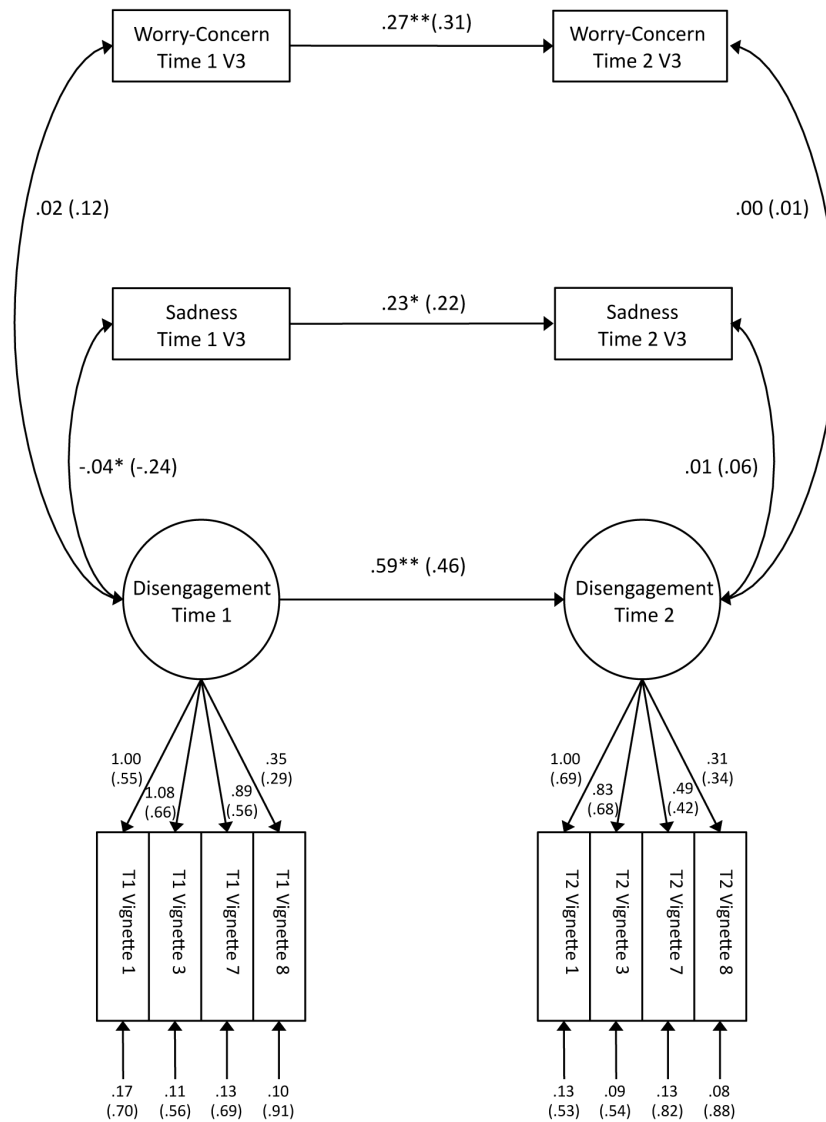 Worry-Concern
Time 1 V3
.27**(.31)
Worry-Concern
Time 2 V3
.02 (.12)
.00 (.01)
Sadness
Time 1 V3
.23* (.22)
Sadness
Time 2 V3
-.04* (-.24)
.01 (.06)
Disengagement
Time 1
.59** (.46)
Disengagement
Time 2
1.00
(.55)
1.08
(.66)
.89
(.56)
.35
(.29)
1.00
(.69)
.83
(.68)
.49
(.42)
.31
(.34)
T1 Vignette 1
T1 Vignette 3
T1 Vignette 7
T1 Vignette 8
T2 Vignette 1
T2 Vignette 3
T2 Vignette 7
T2 Vignette 8
.17
(.70)
.11
(.56)
.13
(.69)
.10
(.91)
.13
(.53)
.09
(.54)
.13
(.82)
.08
(.88)